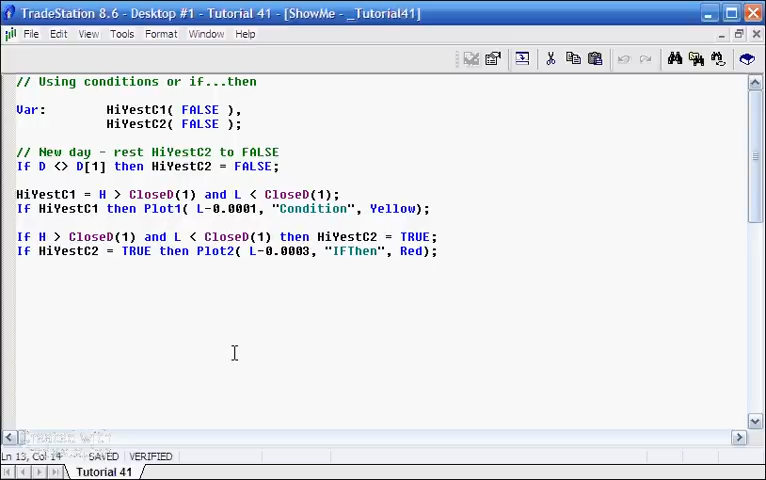 TradeStation 8.6 - Desktop #1 - Tutorial 41 - [ShowMe - _Tutorial41]
File Edit View Tools Format Window Help
// Using conditions or if...then
Var: HiYestC1( FALSE ),
HiYestC2( FALSE );
// New day - rest HiYestC2 to FALSE
If D <> D[1] then HiYestC2 = FALSE;
HiYestC1 = H > CloseD(1) and L < CloseD(1);
If HiYestC1 then Plot1( L-0.0001, "Condition", Yellow);
If H > CloseD(1) and L < CloseD(1) then HiYestC2 = TRUE;
If HiYestC2 = TRUE then Plot2( L-0.0003, "IFThen", Red);
Created with
Ln 13, Col 14 SAVED VERIFIED
Tutorial 41